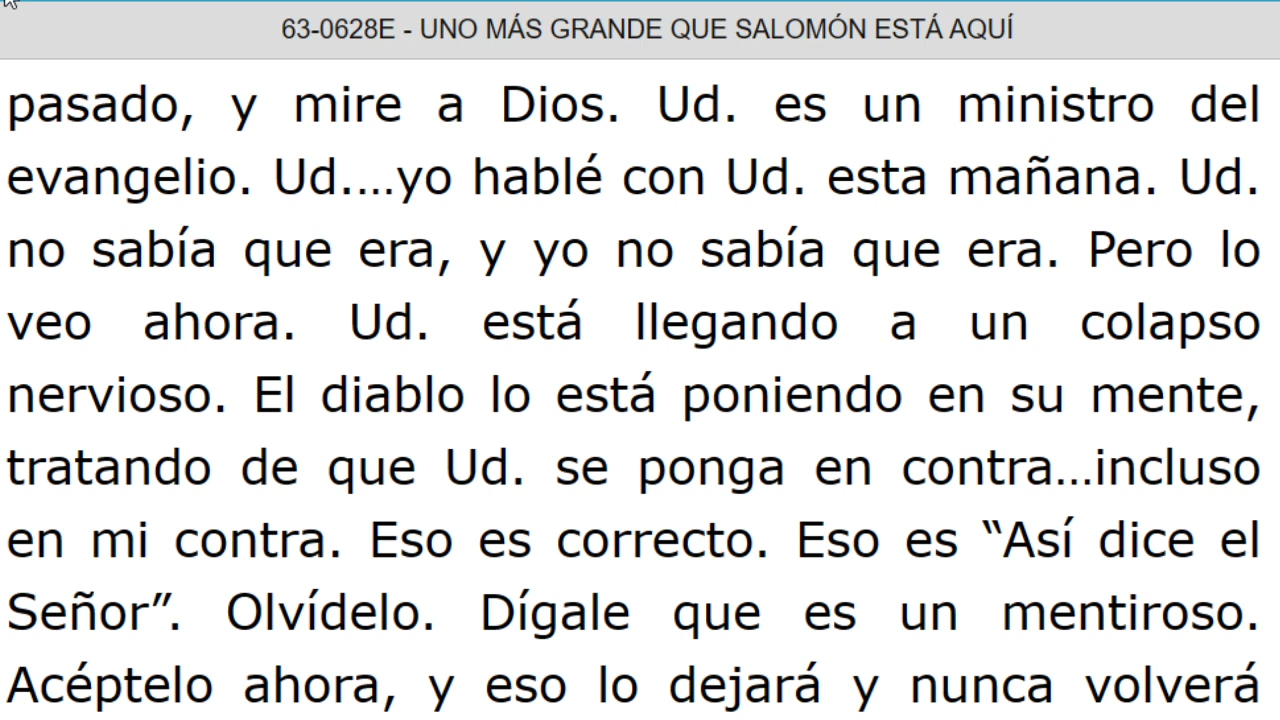 63-0628E - UNO MÁS GRANDE QUE SALOMÓN ESTÁ AQUÍ
pasado, y mire a Dios. Ud. es un ministro del
evangelio. Ud.…yo hablé con Ud. esta mañana. Ud.
no sabía que era, y yo no sabía que era. Pero lo
veo ahora. Ud. está llegando a un colapso
nervioso. El diablo lo está poniendo en su mente,
tratando de que Ud. se ponga en contra…incluso
en mi contra. Eso es correcto. Eso es “Así dice el
Señor”. Olvídelo. Dígale que es un mentiroso.
Acéptelo ahora, y eso lo dejará y nunca volverá